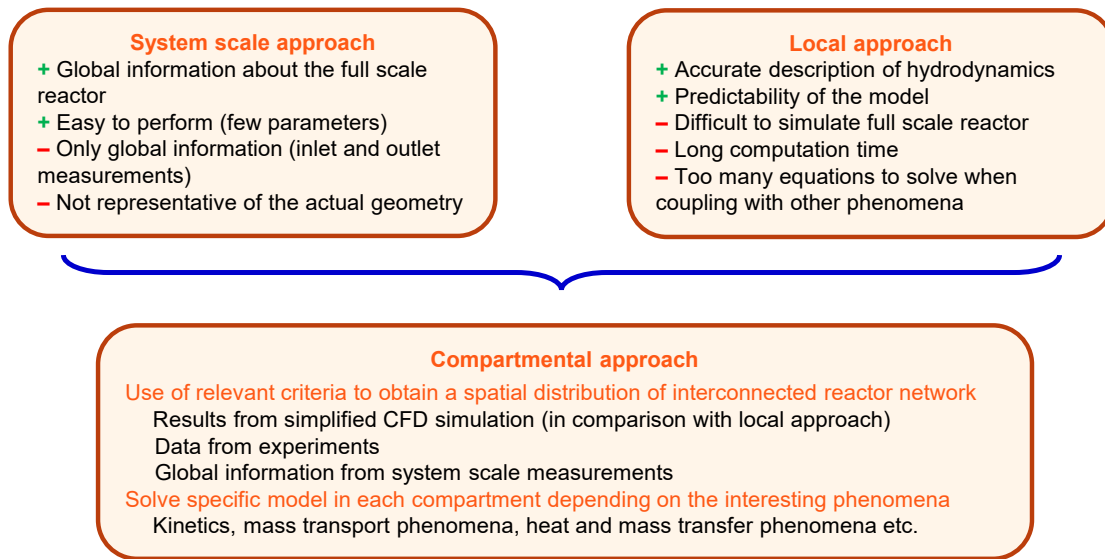 System scale approach
+ Global information about the full scale
reactor
+ Easy to perform (few parameters)
– Only global information (inlet and outlet
measurements)
– Not representative of the actual geometry
Local approach
+ Accurate description of hydrodynamics
+ Predictability of the model
– Difficult to simulate full scale reactor
– Long computation time
– Too many equations to solve when
coupling with other phenomena
Compartmental approach
Use of relevant criteria to obtain a spatial distribution of interconnected reactor network
Results from simplified CFD simulation (in comparison with local approach)
Data from experiments
Global information from system scale measurements
Solve specific model in each compartment depending on the interesting phenomena
Kinetics, mass transport phenomena, heat and mass transfer phenomena etc.